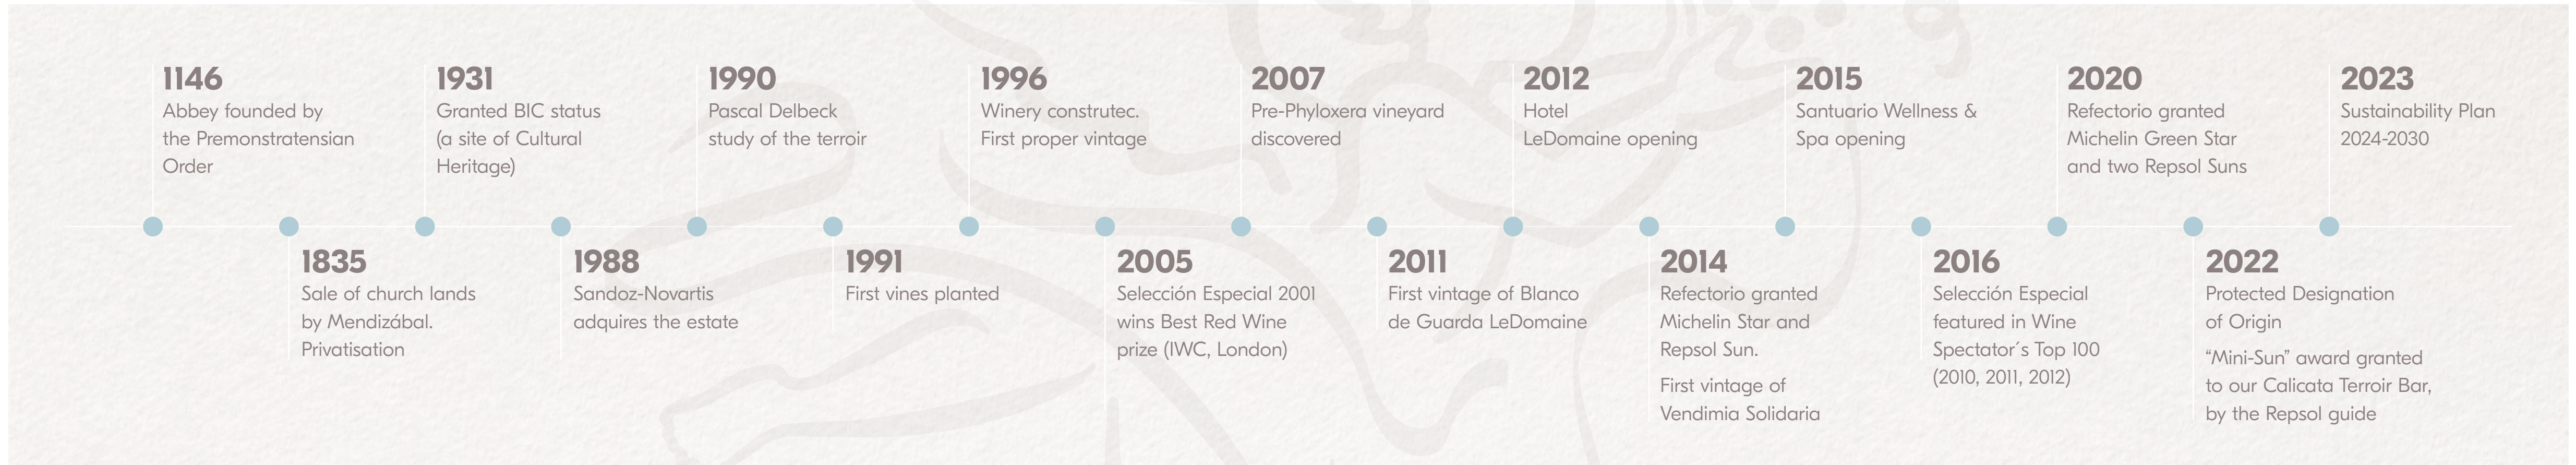 1146
Abbey founded by
the Premonstratensian
Order
1835
Sale of church lands
by Mendizábal.
Privatisation
1931
Granted BIC status
(a site of Cultural
Heritage)
1988
Sandoz-Novartis
adquires the estate
1990
Pascal Delbeck
study of the terroir
1991
First vines planted
1996
Winery construtec.
First proper vintage
2005
Selección Especial 2001
wins Best Red Wine
prize (IWC, London)
2007
Pre-Phyloxera vineyard
discovered
2011
First vintage of Blanco
de Guarda LeDomaine
2012
Hotel
LeDomaine opening
2014
Refectorio granted
Michelin Star and
Repsol Sun.
First vintage of
Vendimia Solidaria
2015
Santuario Wellness &
Spa opening
2016
Selección Especial
featured in Wine
Spectator´s Top 100
(2010, 2011, 2012)
2020
Refectorio granted
Michelin Green Star
and two Repsol Suns
2022
Protected Designation
of Origin
“Mini-Sun” award granted
to our Calicata Terroir Bar,
by the Repsol guide
2023
Sustainability Plan
2024-2030